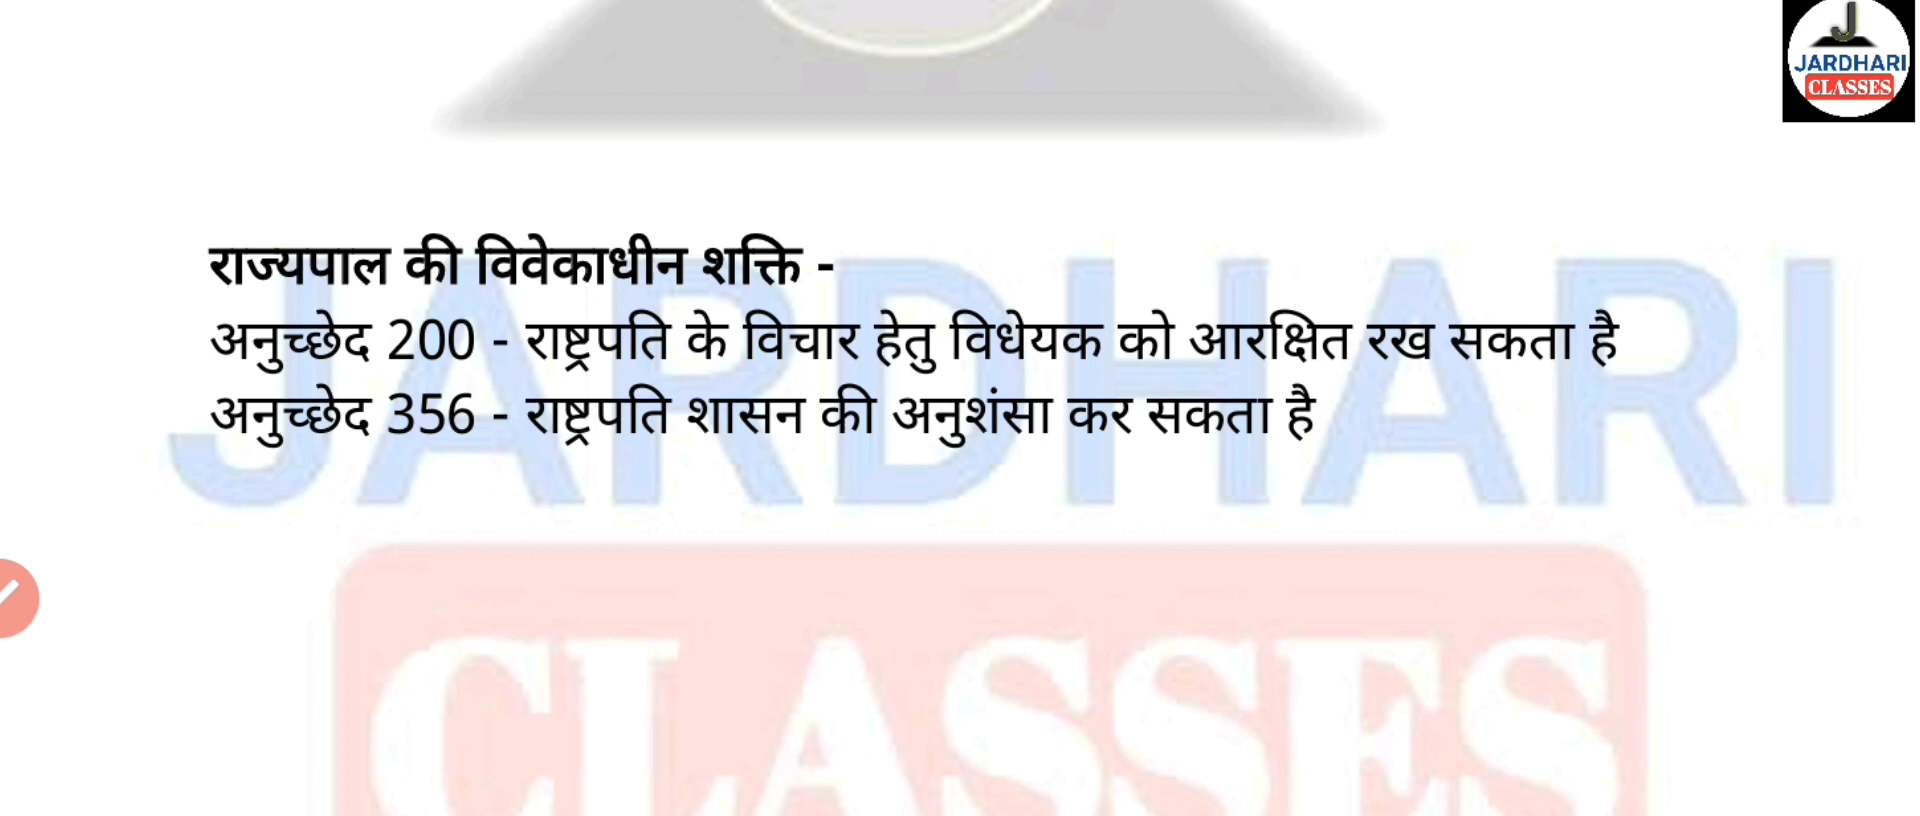 J
JARDHARI
CLASSES
राज्यपाल की विवेकाधीन शक्ति -
अनुच्छेद 200 - राष्ट्रपति के विचार हेतु विधेयक को आरक्षित रख सकता है
अनुच्छेद 356 - राष्ट्रपति शासन की अनुशंसा कर सकता है
JARDHARI
CLASSES